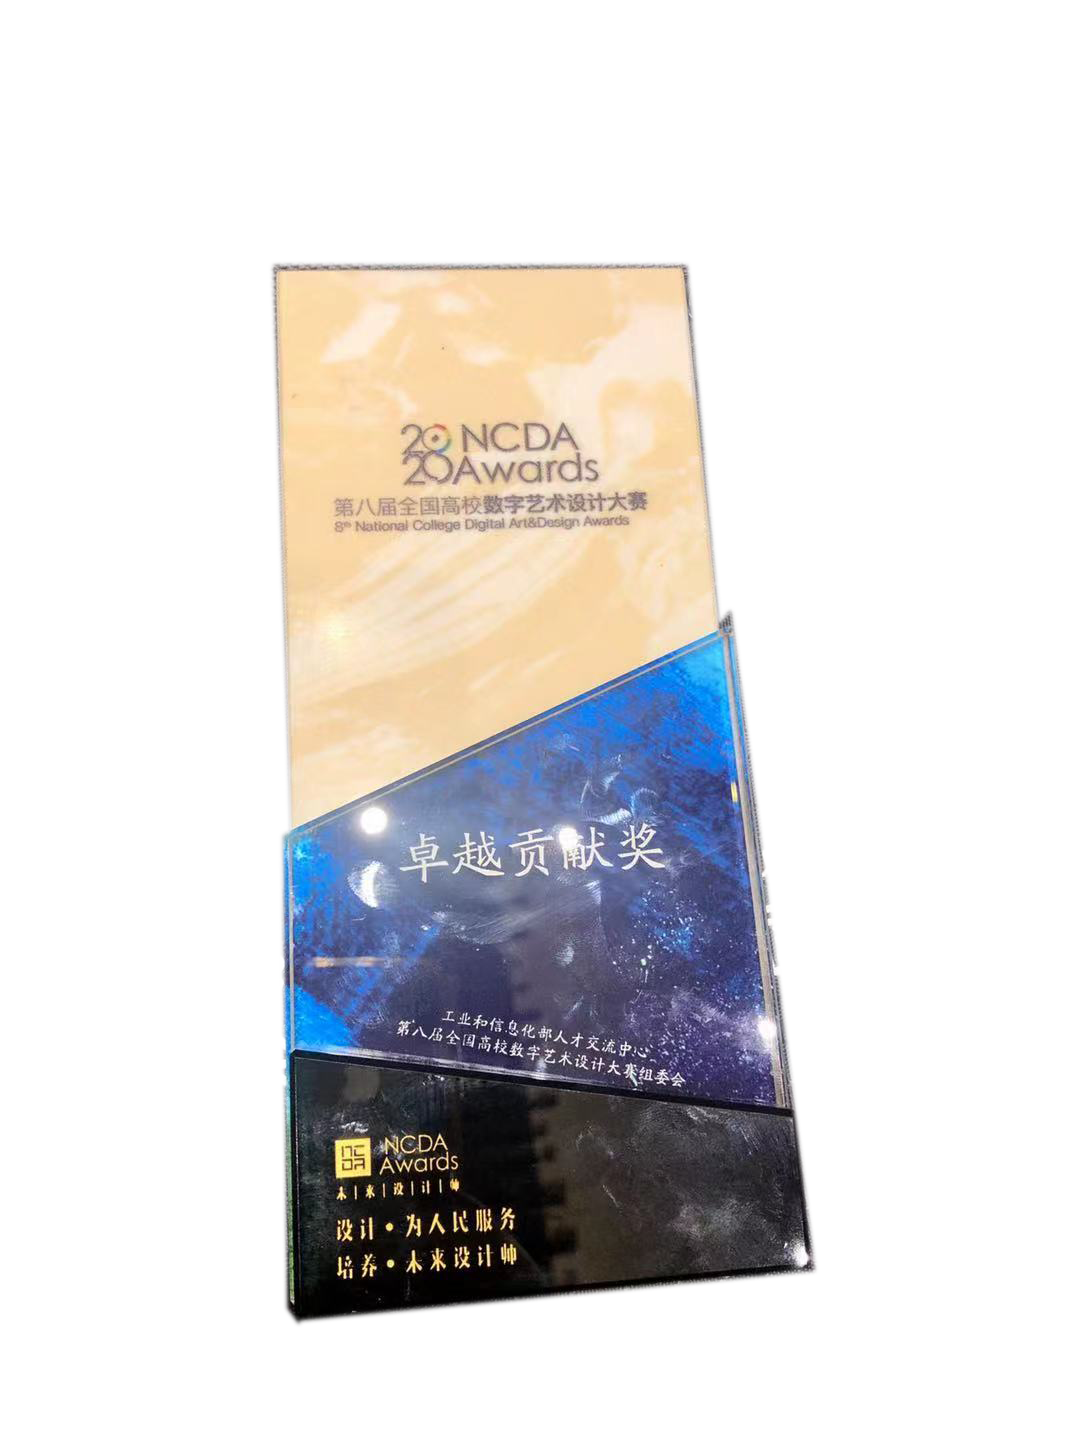 2020 NCDA Awards
第八届全国高校数字艺术设计大赛
8th National College Digital Art&Design Awards
卓越贡献奖
工业和信息化部人才交流中心
第八届全国高校数字艺术设计大赛组委会
NCDA
NCDA
Awards
未|来|设|计|师
设计·为人民服务
培养·未来设计师